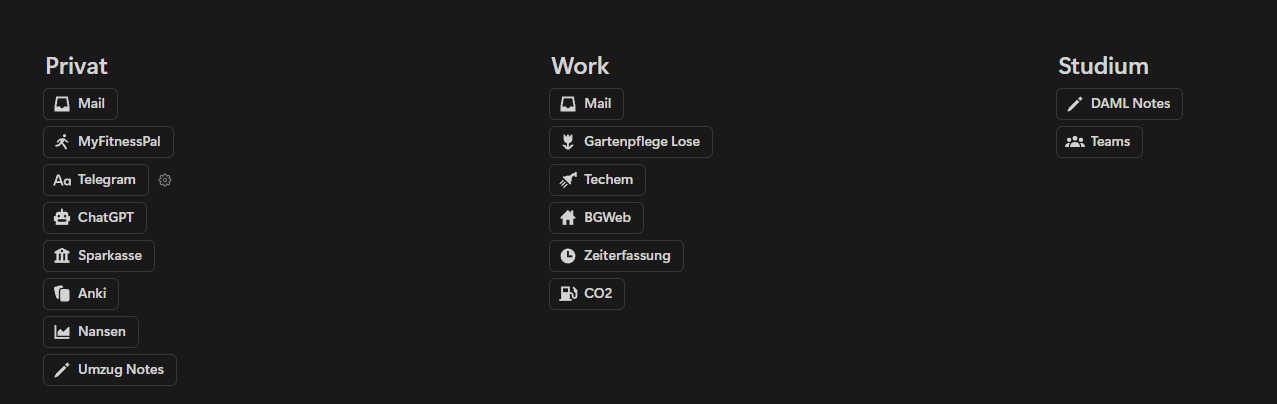 Privat
Mail
MyFitnessPal
Telegram
ChatGPT
Sparkasse
Anki
Nansen
Umzug Notes
Work
Mail
Gartenpflege Lose
Techem
BGWeb
Zeiterfassung
CO2
Studium
DAML Notes
Teams